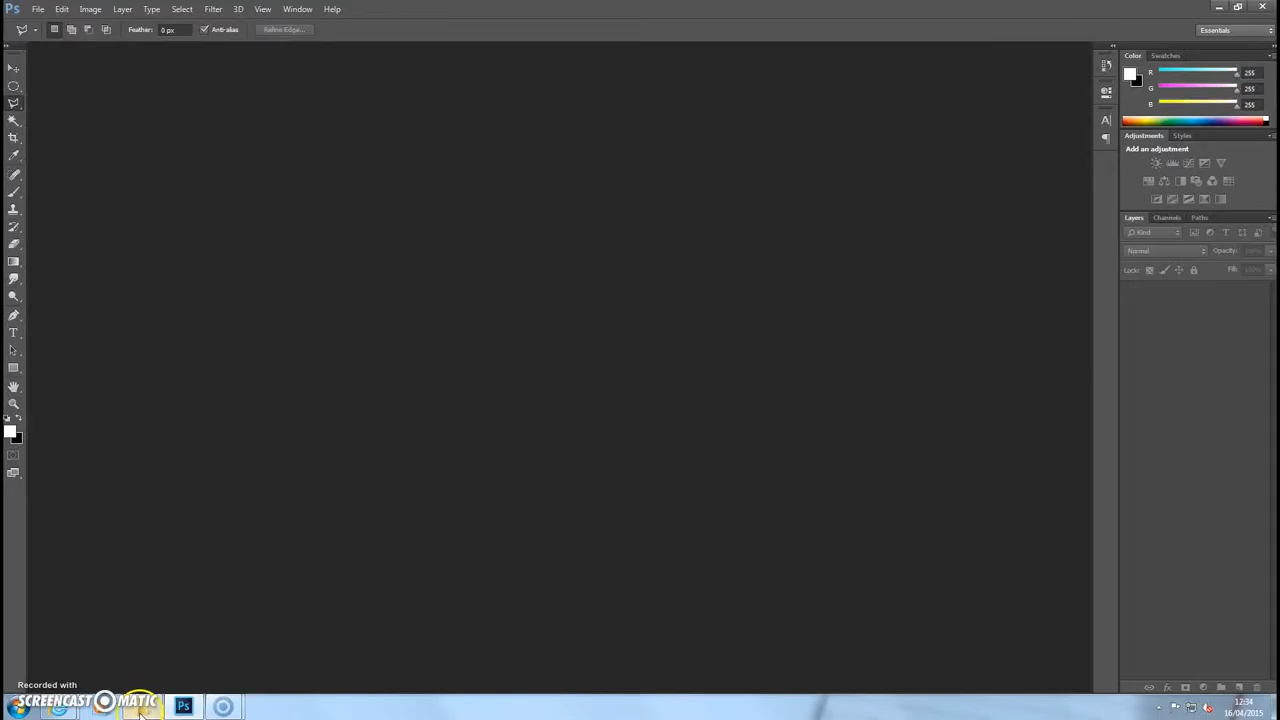 Ps File Edit Image Layer Type Select Filter 3D View Window Help
Feather: 0 px Anti-alias Refine Edge... Essentials
Color Swatches
R 255
G 255
B 255
Adjustments Styles
Add an adjustment
Layers Channels Paths
Kind
Normal Opacity: 100%
Lock: Fill: 100%
Recorded with
SCREENCAST MATIC
Ps
12:34
16/04/2015